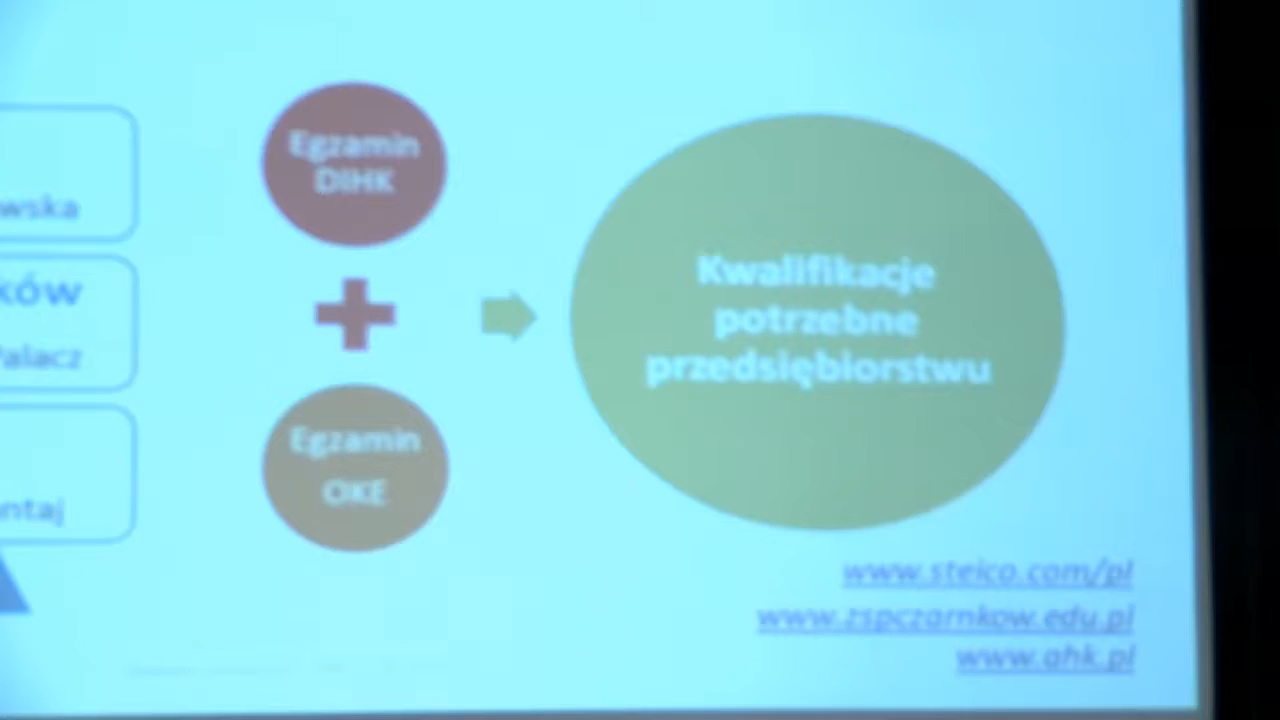 wska
ków
Palacz
ntaj
Egzamin
DIHK
Egzamin
OKE
Kwalifikacje
potrzebne
przedsiębiorstwu
www.steico.com/pl
www.zspczarnkow.edu.pl
www.ahk.pl